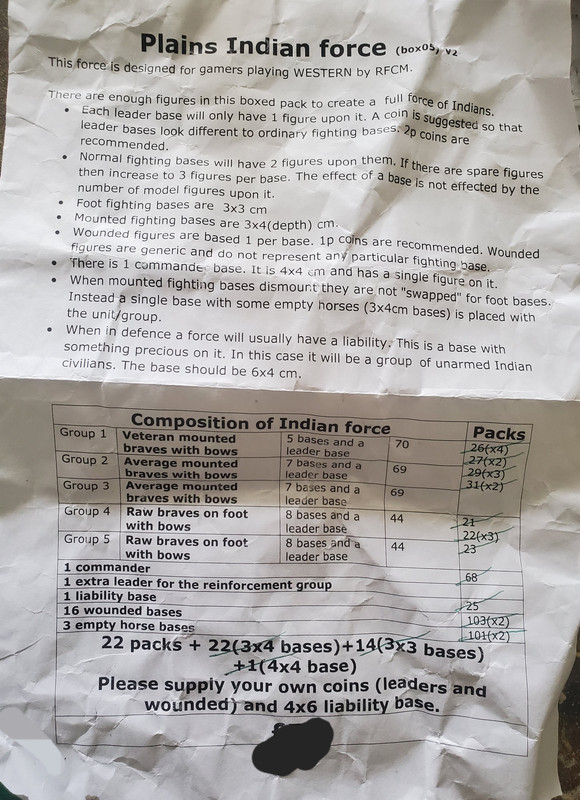 Plains Indian force (box05) v2
This force is designed for gamers playing WESTERN by RFCM.
There are enough figures in this boxed pack to create a full force of Indians.
• Each leader base will only have 1 figure upon it. A coin is suggested so that
leader bases look different to ordinary fighting bases. 2p coins are
recommended.
• Normal fighting bases will have 2 figures upon them. If there are spare figures
then increase to 3 figures per base. The effect of a base is not effected by the
number of model figures upon it.
• Foot fighting bases are 3x3 cm
• Mounted fighting bases are 3x4(depth) cm.
• Wounded figures are based 1 per base. 1p coins are recommended. Wounded
figures are generic and do not represent any particular fighting base.
• There is 1 commander base. It is 4x4 cm and has a single figure on it.
• When mounted fighting bases dismount they are not "swapped" for foot bases.
Instead a single base with some empty horses (3x4cm bases) is placed with
the unit/group.
• When in defence a force will usually have a liability. This is a base with
something precious on it. In this case it will be a group of unarmed Indian
civilians. The base should be 6x4 cm.
Composition of Indian force Packs
Group 1 Veteran mounted 5 bases and a 70 26(x4)
braves with bows leader base 27(x2)
Group 2 Average mounted 7 bases and a 69 29(x3)
braves with bows leader base 31(x2)
Group 3 Average mounted 7 bases and a 69
braves with bows leader base
Group 4 Raw braves on foot 8 bases and a 44 21
with bows leader base 22(x3)
Group 5 Raw braves on foot 8 bases and a 44 23
with bows leader base
1 commander
1 extra leader for the reinforcement group 68
1 liability base
16 wounded bases 25
3 empty horse bases 103(x2)
101(x2)
22 packs + 22(3x4 bases)+14(3x3 bases)
+1(4x4 base)
Please supply your own coins (leaders and
wounded) and 4x6 liability base.